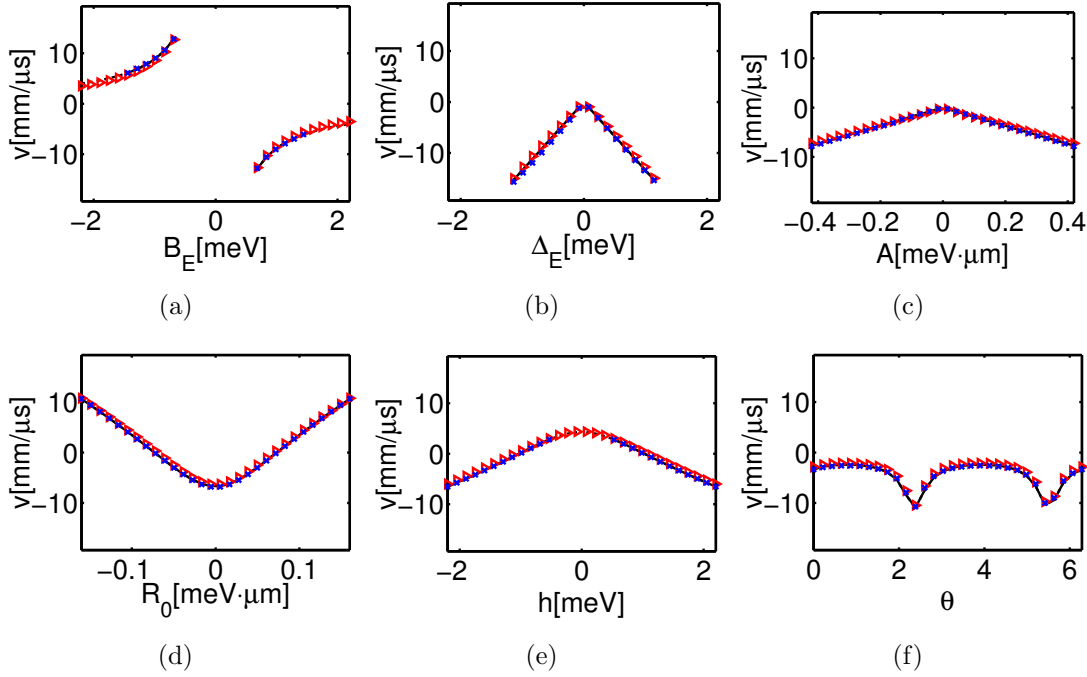 v[mm/μs]
10
0
−10
−2
0
2
B_E[meV]
(a)
v[mm/μs]
10
0
−10
−2
0
2
Δ_E[meV]
(b)
v[mm/μs]
10
0
−10
−0.4
−0.2
0
0.2
0.4
A[meV·μm]
(c)
v[mm/μs]
10
0
−10
−0.1
0
0.1
R_0[meV·μm]
(d)
v[mm/μs]
10
0
−10
−2
0
2
h[meV]
(e)
v[mm/μs]
10
0
−10
0
2
4
6
θ
(f)